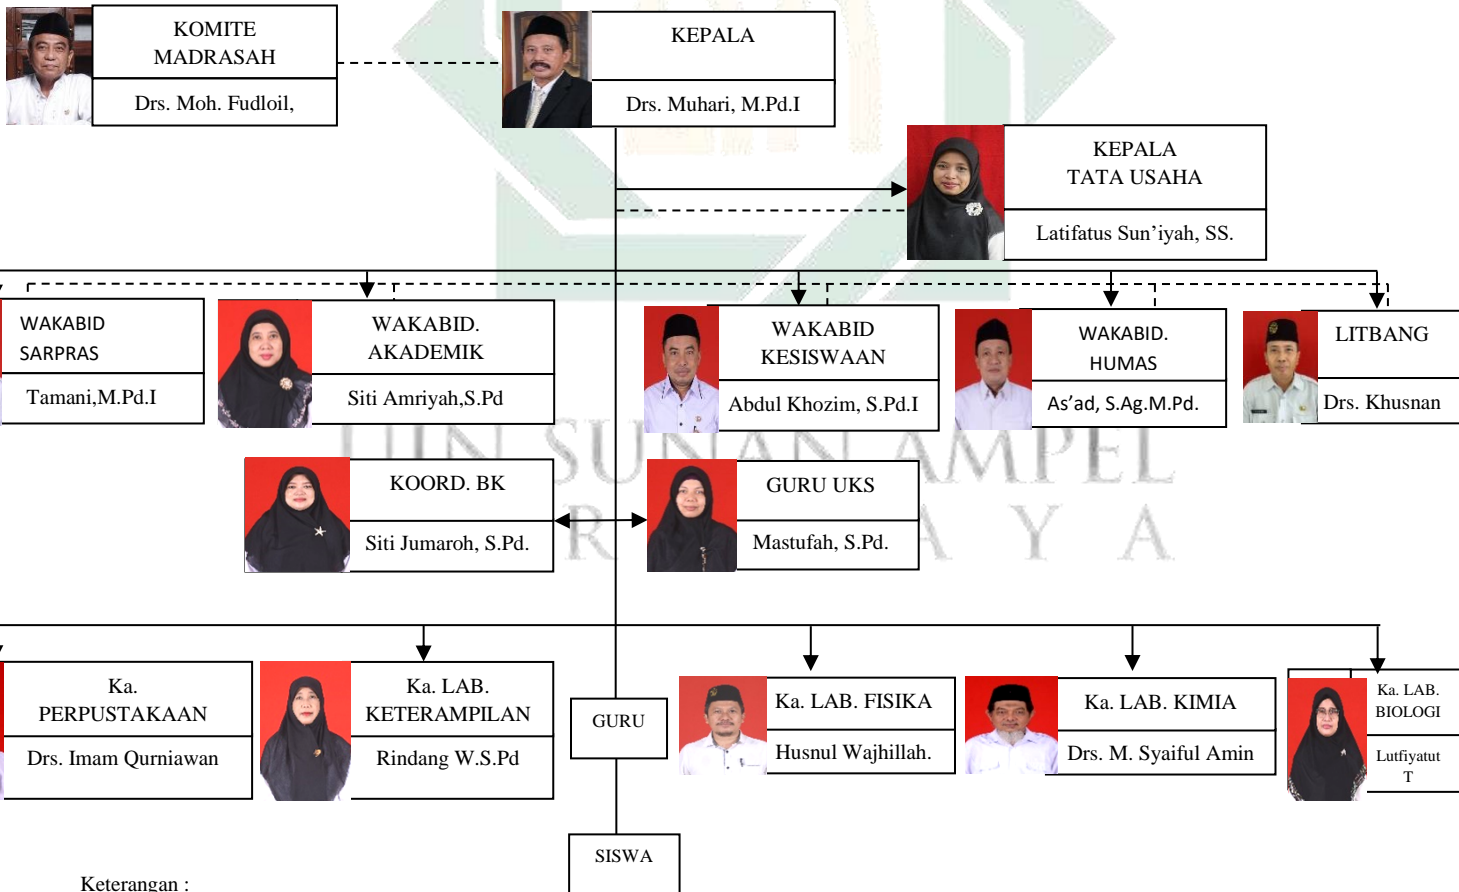 KOMITE
MADRASAH
Drs. Moh. Fudloil,
KEPALA
Drs. Muhari, M.Pd.I
KEPALA
TATA USAHA
Latifatus Sun’iyah, SS.
WAKABID
SARPRAS
Tamani,M.Pd.I
WAKABID.
AKADEMIK
Siti Amriyah,S.Pd
WAKABID
KESISWAAN
Abdul Khozim, S.Pd.I
WAKABID.
HUMAS
As’ad, S.Ag.M.Pd.
LITBANG
Drs. Khusnan
UIN SUNAN AMPEL
KOORD. BK
Siti Jumaroh, S.Pd.
GURU UKS
Mastufah, S.Pd.
R A Y A
Ka.
PERPUSTAKAAN
Drs. Imam Qurniawan
Ka. LAB.
KETERAMPILAN
Rindang W.S.Pd
GURU
Ka. LAB. FISIKA
Husnul Wajhillah.
Ka. LAB. KIMIA
Drs. M. Syaiful Amin
Ka. LAB.
BIOLOGI
Lutfiyatut
T
SISWA
Keterangan :